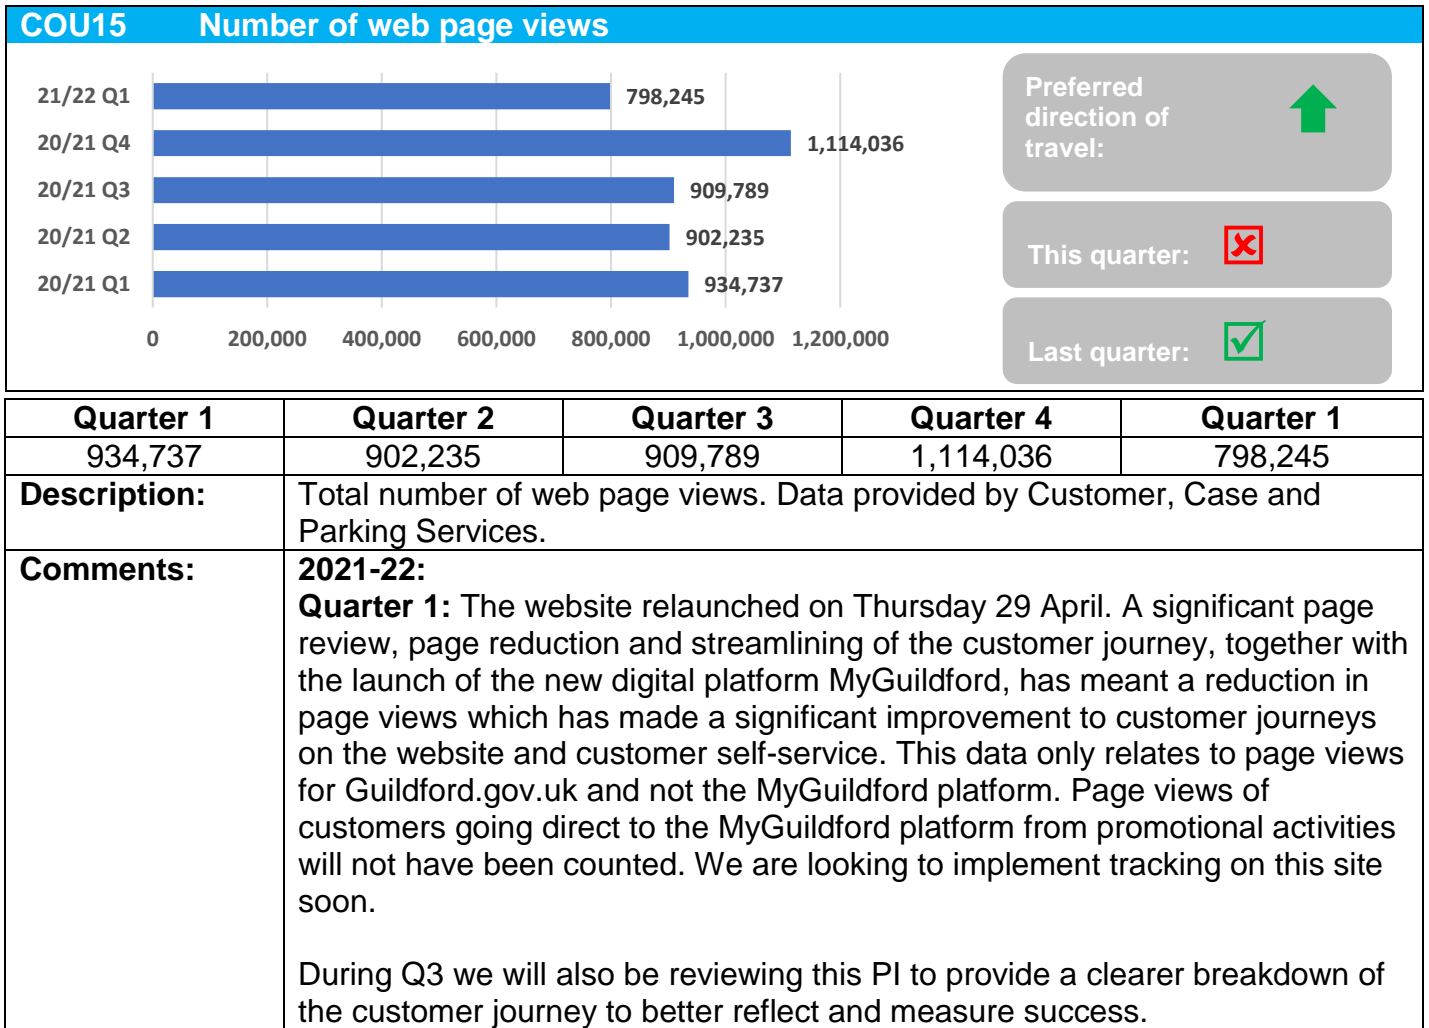 COU15 Number of web page views
21/22 Q1 798,245
20/21 Q4 1,114,036
20/21 Q3 909,789
20/21 Q2 902,235
20/21 Q1 934,737
0 200,000 400,000 600,000 800,000 1,000,000 1,200,000
Preferred
direction of
travel:
This quarter:
Last quarter:
Quarter 1 Quarter 2 Quarter 3 Quarter 4 Quarter 1
934,737 902,235 909,789 1,114,036 798,245
Description: Total number of web page views. Data provided by Customer, Case and
Parking Services.
Comments: 2021-22:
Quarter 1: The website relaunched on Thursday 29 April. A significant page
review, page reduction and streamlining of the customer journey, together with
the launch of the new digital platform MyGuildford, has meant a reduction in
page views which has made a significant improvement to customer journeys
on the website and customer self-service. This data only relates to page views
for Guildford.gov.uk and not the MyGuildford platform. Page views of
customers going direct to the MyGuildford platform from promotional activities
will not have been counted. We are looking to implement tracking on this site
soon.
During Q3 we will also be reviewing this PI to provide a clearer breakdown of
the customer journey to better reflect and measure success.